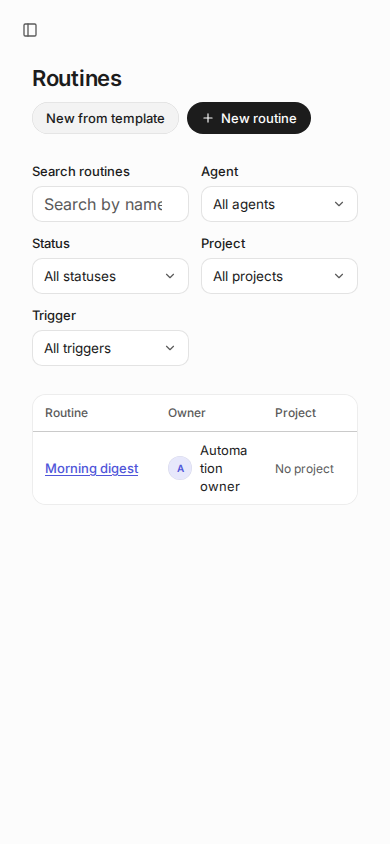 Routines
New from template
New routine
Search routines
Agent
Search by name
All agents
Status
Project
All statuses
All projects
Trigger
All triggers
Routine Owner Project
Morning digest
A
Automa
tion
owner
No project